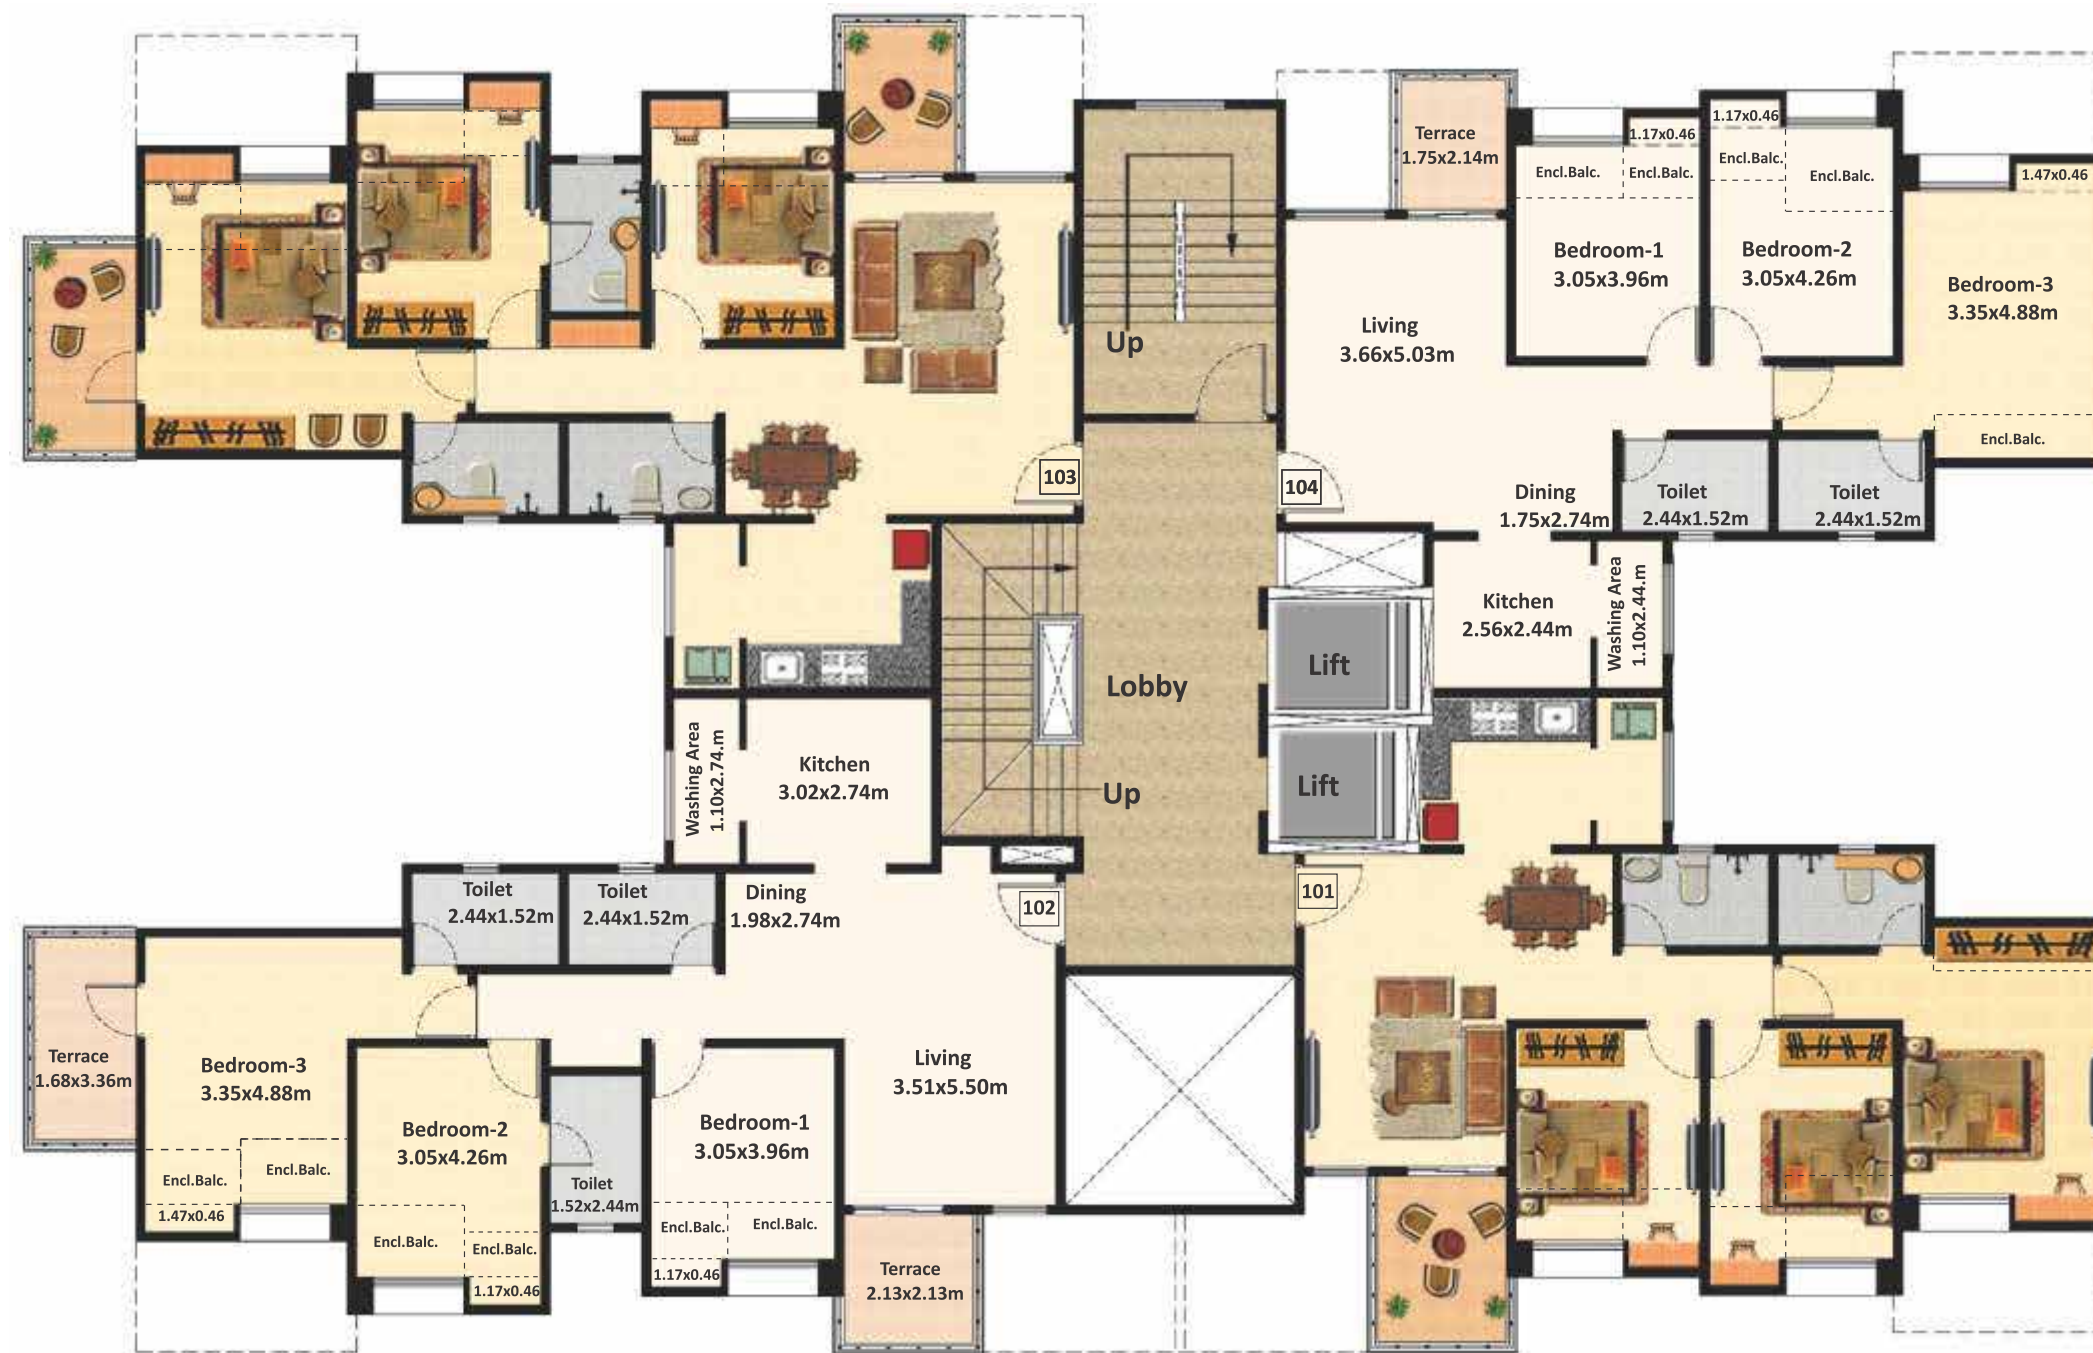 Terrace
1.75x2.14m
1.17x0.46
Encl.Balc.
Encl.Balc.
Bedroom-1
3.05x3.96m
1.17x0.46
Encl.Balc.
Encl.Balc.
Bedroom-2
3.05x4.26m
1.47x0.46
Bedroom-3
3.35x4.88m
Encl.Balc.
Up
Living
3.66x5.03m
103
104
Dining
1.75x2.74m
Toilet
2.44x1.52m
Toilet
2.44x1.52m
Kitchen
2.56x2.44m
Washing Area
1.10x2.44.m
Lift
Lobby
Lift
Up
Washing Area
1.10x2.74.m
Kitchen
3.02x2.74m
Toilet
2.44x1.52m
Toilet
2.44x1.52m
Dining
1.98x2.74m
102
101
Terrace
1.68x3.36m
Bedroom-3
3.35x4.88m
Encl.Balc.
Encl.Balc.
1.47x0.46
Bedroom-2
3.05x4.26m
Encl.Balc.
Encl.Balc.
1.17x0.46
Toilet
1.52x2.44m
Bedroom-1
3.05x3.96m
Encl.Balc.
Encl.Balc.
1.17x0.46
Living
3.51x5.50m
Terrace
2.13x2.13m